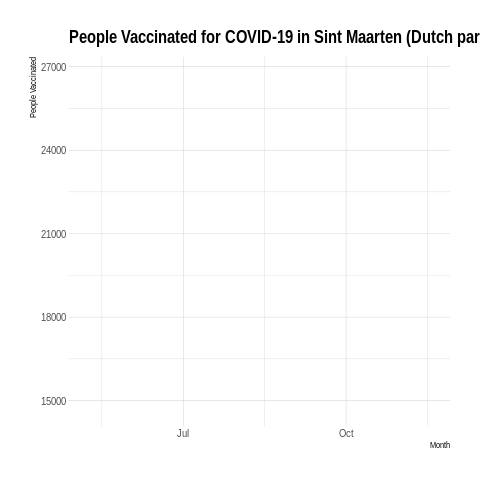 People Vaccinated for COVID-19 in Sint Maarten (Dutch par
People Vaccinated
27000
24000
21000
18000
15000
Jul
Oct
Month